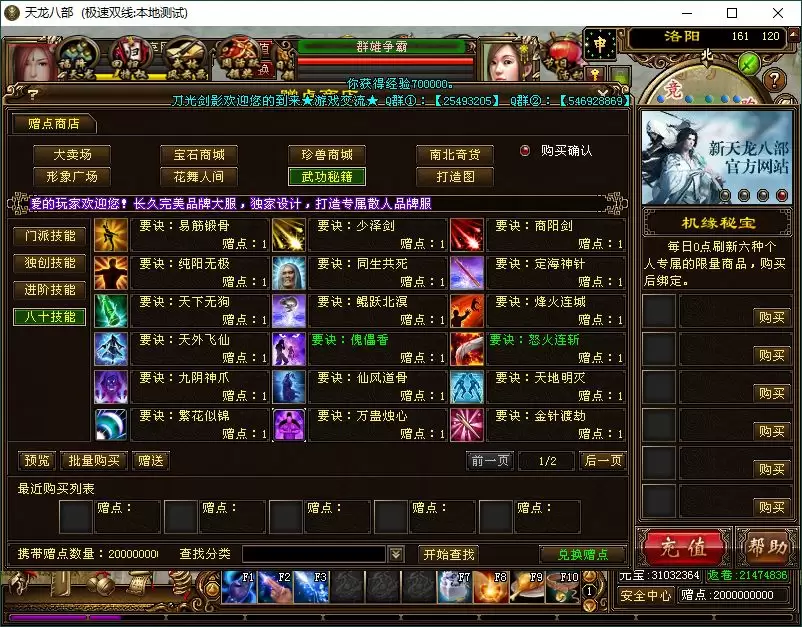 天龙八部 (极速双线:本地测试)
群雄争霸
洛阳 161 120
北
申
你获得经验700000。
刀光剑影欢迎您的到来★游戏交流★ Q群①：【25493205】 Q群②：【546928869】
赠点商店
大卖场 宝石商城 珍兽商城 南北奇货 购买确认
形象广场 花舞人间 武功秘籍 打造图
爱的玩家欢迎您! 长久完美品牌大服，独家设计，打造专属散人品牌服
门派技能
独创技能
进阶技能
八十技能
要诀：易筋锻骨 要诀：少泽剑 要诀：商阳剑
赠点：1 赠点：1 赠点：1
要诀：纯阳无极 要诀：同生共死 要诀：定海神针
赠点：1 赠点：1 赠点：1
要诀：天下无狗 要诀：鲲跃北溟 要诀：烽火连城
赠点：1 赠点：1 赠点：1
要诀：天外飞仙 要诀：傀儡香 要诀：怒火连斩
赠点：1 赠点：1 赠点：1
要诀：九阴神爪 要诀：仙风道骨 要诀：天地明灭
赠点：1 赠点：1 赠点：1
要诀：繁花似锦 要诀：万蛊烛心 要诀：金针渡劫
赠点：1 赠点：1 赠点：1
预览 批量购买 赠送 前一页 1/2 后一页
最近购买列表
赠点： 赠点： 赠点： 赠点： 赠点：
携带赠点数量：20000000 查找分类 开始查找 兑换赠点
新天龙八部
官方网站
机缘秘宝
每日0点刷新六种个
人专属的限量商品，购买
后绑定。
购买
购买
购买
购买
购买
购买
充值 帮助
元宝:31032364 返卷:21474836
安全中心 赠点:2000000000
F1 F2 F3 F7 F8 F9 F10 1